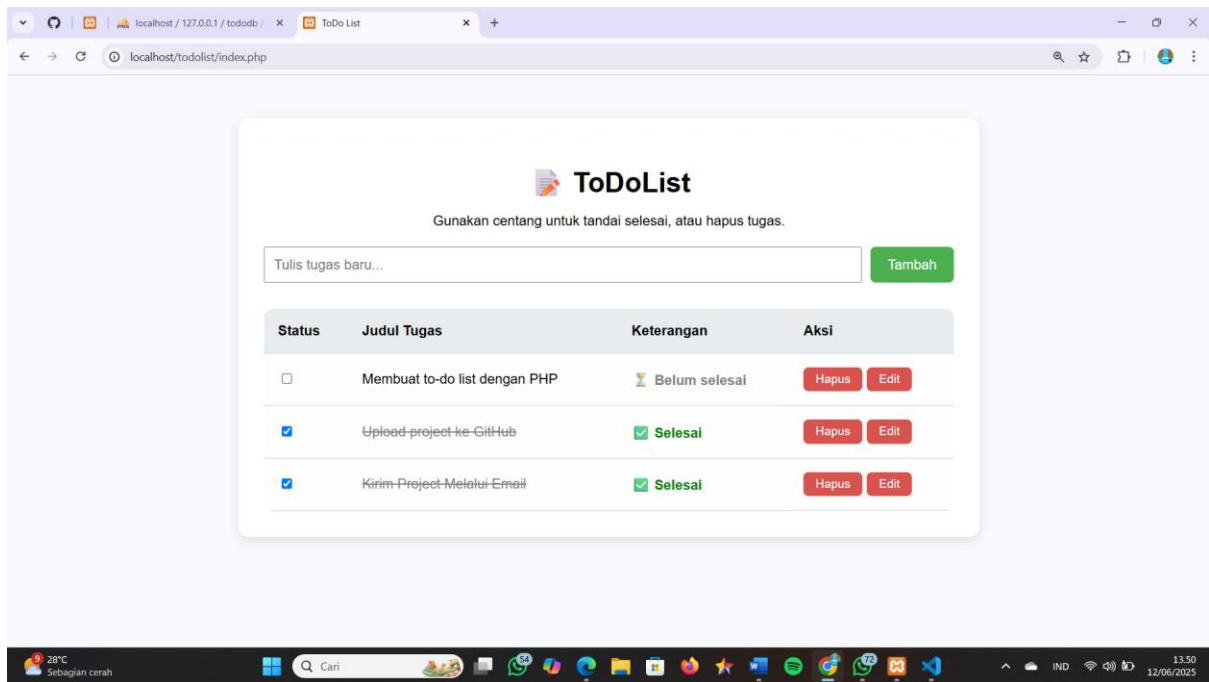 localhost / 127.0.0.1 / tododb /
ToDo List
localhost/todolist/index.php
ToDoList
Gunakan centang untuk tandai selesai, atau hapus tugas.
Tulis tugas baru...
Tambah
Status Judul Tugas Keterangan Aksi
Membuat to-do list dengan PHP Belum selesai Hapus Edit
Upload project ke GitHub Selesai Hapus Edit
Kirim Project Melalui Email Selesai Hapus Edit
9
28°C
Sebagian cerah
Cari
54
72
IND
13.50
12/06/2025